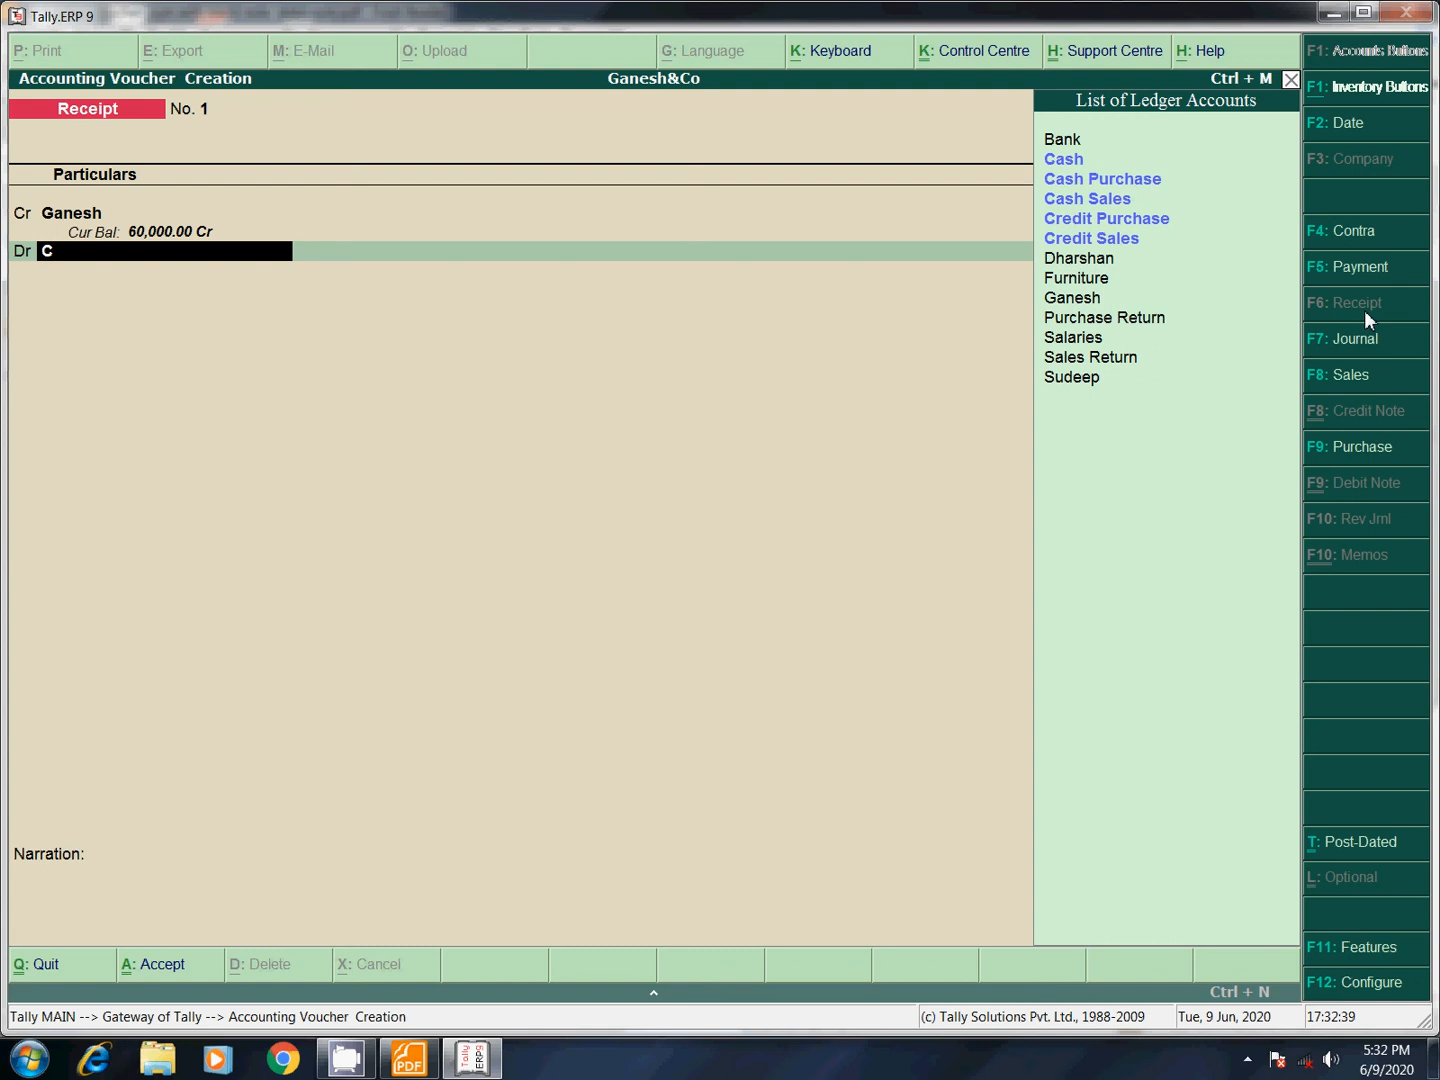 Tally.ERP 9
P: Print
E: Export
M: E-Mail
O: Upload
G: Language
K: Keyboard
K: Control Centre
H: Support Centre
H: Help
Accounting Voucher Creation
Ganesh&Co
Ctrl + M
Receipt No. 1
Particulars
Cr Ganesh
Cur Bal: 60,000.00 Cr
Dr C
Narration:
List of Ledger Accounts
Bank
Cash
Cash Purchase
Cash Sales
Credit Purchase
Credit Sales
Dharshan
Furniture
Ganesh
Purchase Return
Salaries
Sales Return
Sudeep
F1: Accounts Buttons
F1: Inventory Buttons
F2: Date
F3: Company
F4: Contra
F5: Payment
F6: Receipt
F7: Journal
F8: Sales
F8: Credit Note
F9: Purchase
F9: Debit Note
F10: Rev Jrnl
F10: Memos
T: Post-Dated
L: Optional
F11: Features
F12: Configure
Q: Quit
A: Accept
D: Delete
X: Cancel
Ctrl + N
Tally MAIN --> Gateway of Tally --> Accounting Voucher Creation
(c) Tally Solutions Pvt. Ltd., 1988-2009
Tue, 9 Jun, 2020
17:32:39
PDF
Tally
ERP9
5:32 PM
6/9/2020